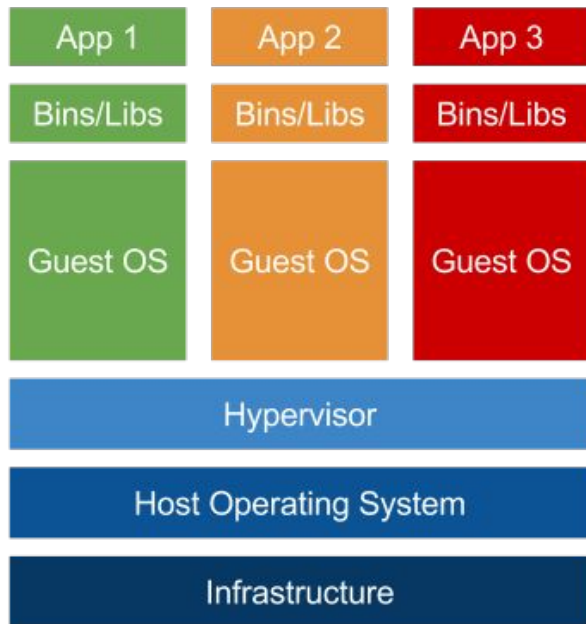 App 1
App 2
App 3
Bins/Libs
Bins/Libs
Bins/Libs
Guest OS
Guest OS
Guest OS
Hypervisor
Host Operating System
Infrastructure